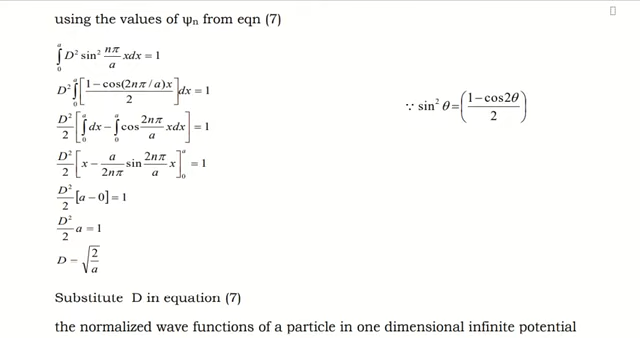 using the values of ψₙ from eqn (7)
∫₀ᵃ D² sin² (nπ/a) xdx = 1
D² ∫₀ᵃ [(1 − cos(2nπ / a)x)/2] dx = 1
∵ sin² θ = ((1 − cos2θ)/2)
D²/2 [∫₀ᵃ dx − ∫₀ᵃ cos (2nπ/a) xdx] = 1
D²/2 [x − (a/2nπ) sin (2nπ/a) x]₀ᵃ = 1
D²/2 [a − 0] = 1
D²/2 a = 1
D = √(2/a)
Substitute D in equation (7)
the normalized wave functions of a particle in one dimensional infinite potential